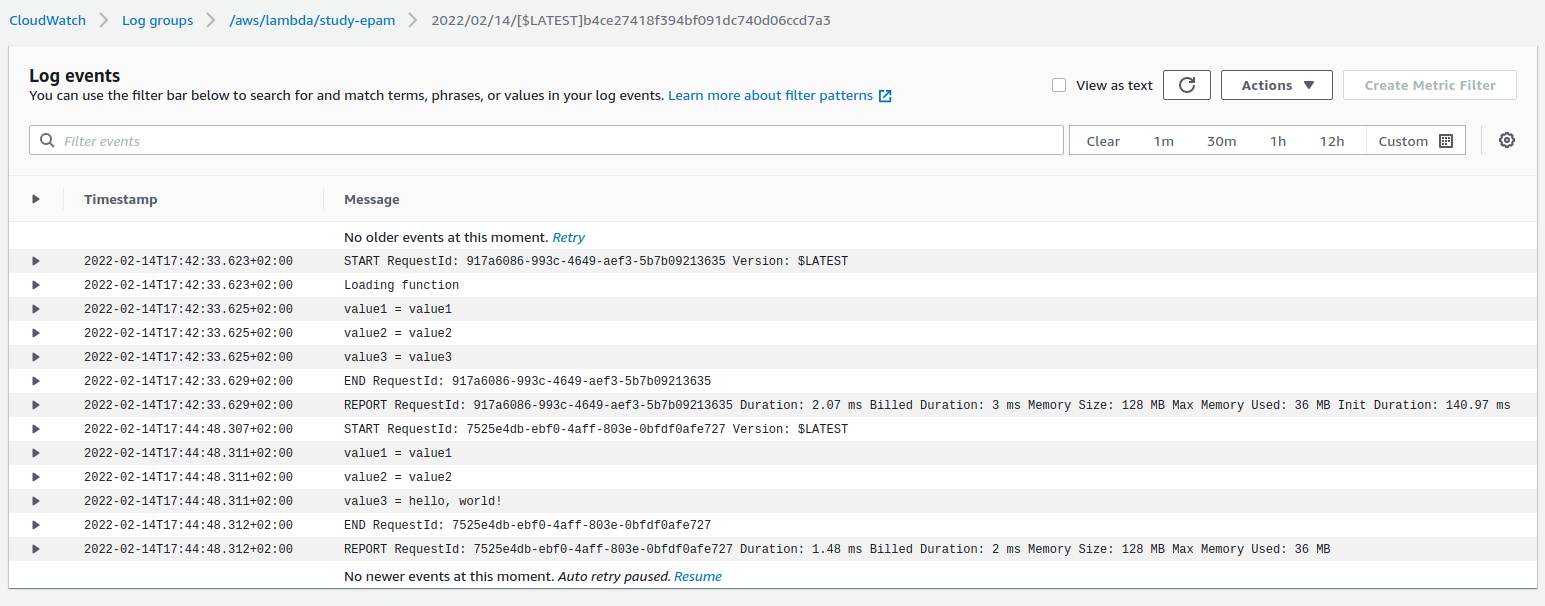 CloudWatch > Log groups > /aws/lambda/study-epam > 2022/02/14/[$LATEST]b4ce27418f394bf091dc740d06ccd7a3
Log events
You can use the filter bar below to search for and match terms, phrases, or values in your log events. Learn more about filter patterns
View as text Actions Create Metric Filter
Filter events Clear 1m 30m 1h 12h Custom
Timestamp Message
No older events at this moment. Retry
2022-02-14T17:42:33.623+02:00 START RequestId: 917a6086-993c-4649-aef3-5b7b09213635 Version: $LATEST
2022-02-14T17:42:33.623+02:00 Loading function
2022-02-14T17:42:33.625+02:00 value1 = value1
2022-02-14T17:42:33.625+02:00 value2 = value2
2022-02-14T17:42:33.625+02:00 value3 = value3
2022-02-14T17:42:33.629+02:00 END RequestId: 917a6086-993c-4649-aef3-5b7b09213635
2022-02-14T17:42:33.629+02:00 REPORT RequestId: 917a6086-993c-4649-aef3-5b7b09213635 Duration: 2.07 ms Billed Duration: 3 ms Memory Size: 128 MB Max Memory Used: 36 MB Init Duration: 140.97 ms
2022-02-14T17:44:48.307+02:00 START RequestId: 7525e4db-ebf0-4aff-803e-0bfdf0afe727 Version: $LATEST
2022-02-14T17:44:48.311+02:00 value1 = value1
2022-02-14T17:44:48.311+02:00 value2 = value2
2022-02-14T17:44:48.311+02:00 value3 = hello, world!
2022-02-14T17:44:48.312+02:00 END RequestId: 7525e4db-ebf0-4aff-803e-0bfdf0afe727
2022-02-14T17:44:48.312+02:00 REPORT RequestId: 7525e4db-ebf0-4aff-803e-0bfdf0afe727 Duration: 1.48 ms Billed Duration: 2 ms Memory Size: 128 MB Max Memory Used: 36 MB
No newer events at this moment. Auto retry paused. Resume